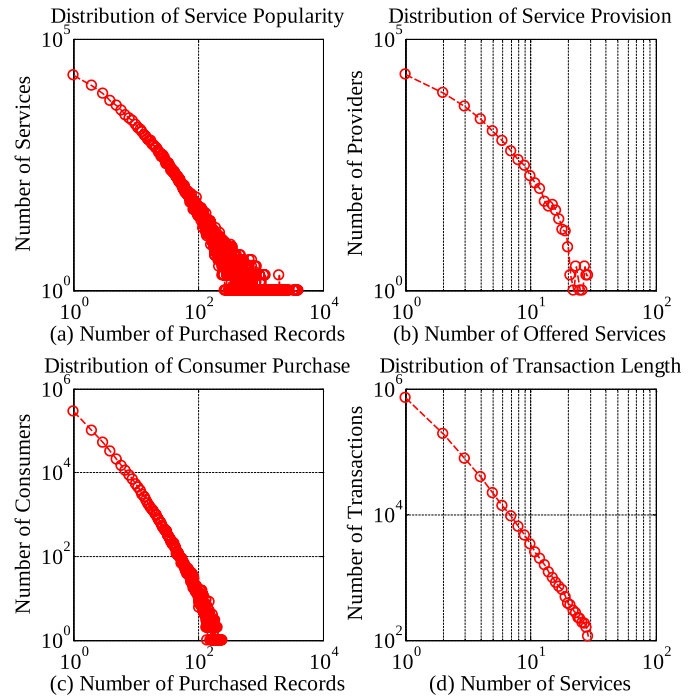 Distribution of Service Popularity
10^5
Number of Services
10^0
10^0 10^2 10^4
(a) Number of Purchased Records
Distribution of Service Provision
10^5
Number of Providers
10^0
10^0 10^1 10^2
(b) Number of Offered Services
Distribution of Consumer Purchase
10^6
10^4
Number of Consumers
10^2
10^0
10^0 10^2 10^4
(c) Number of Purchased Records
Distribution of Transaction Length
10^6
Number of Transactions
10^4
10^2
10^0 10^1 10^2
(d) Number of Services